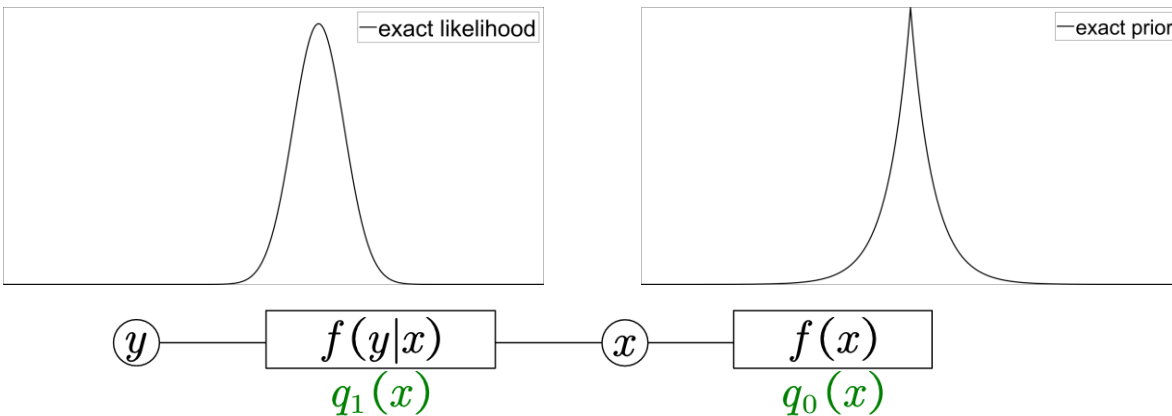 exact likelihood
exact prior
y
f(y|x)
x
f(x)
q₁(x)
q₀(x)